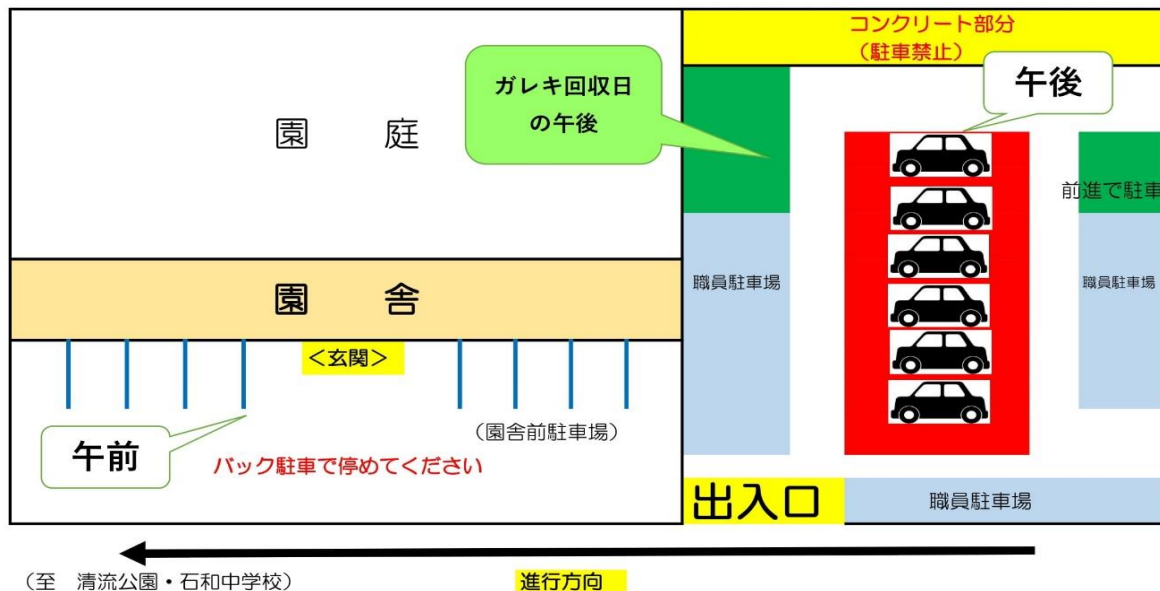 コンクリート部分
（駐車禁止）
ガレキ回収日
の午後
午後
園　庭
前進で駐車
職員駐車場
職員駐車場
園　舎
＜玄関＞
（園舎前駐車場）
午前
バック駐車で停めてください
出入口
職員駐車場
（至　清流公園・石和中学校）
進行方向